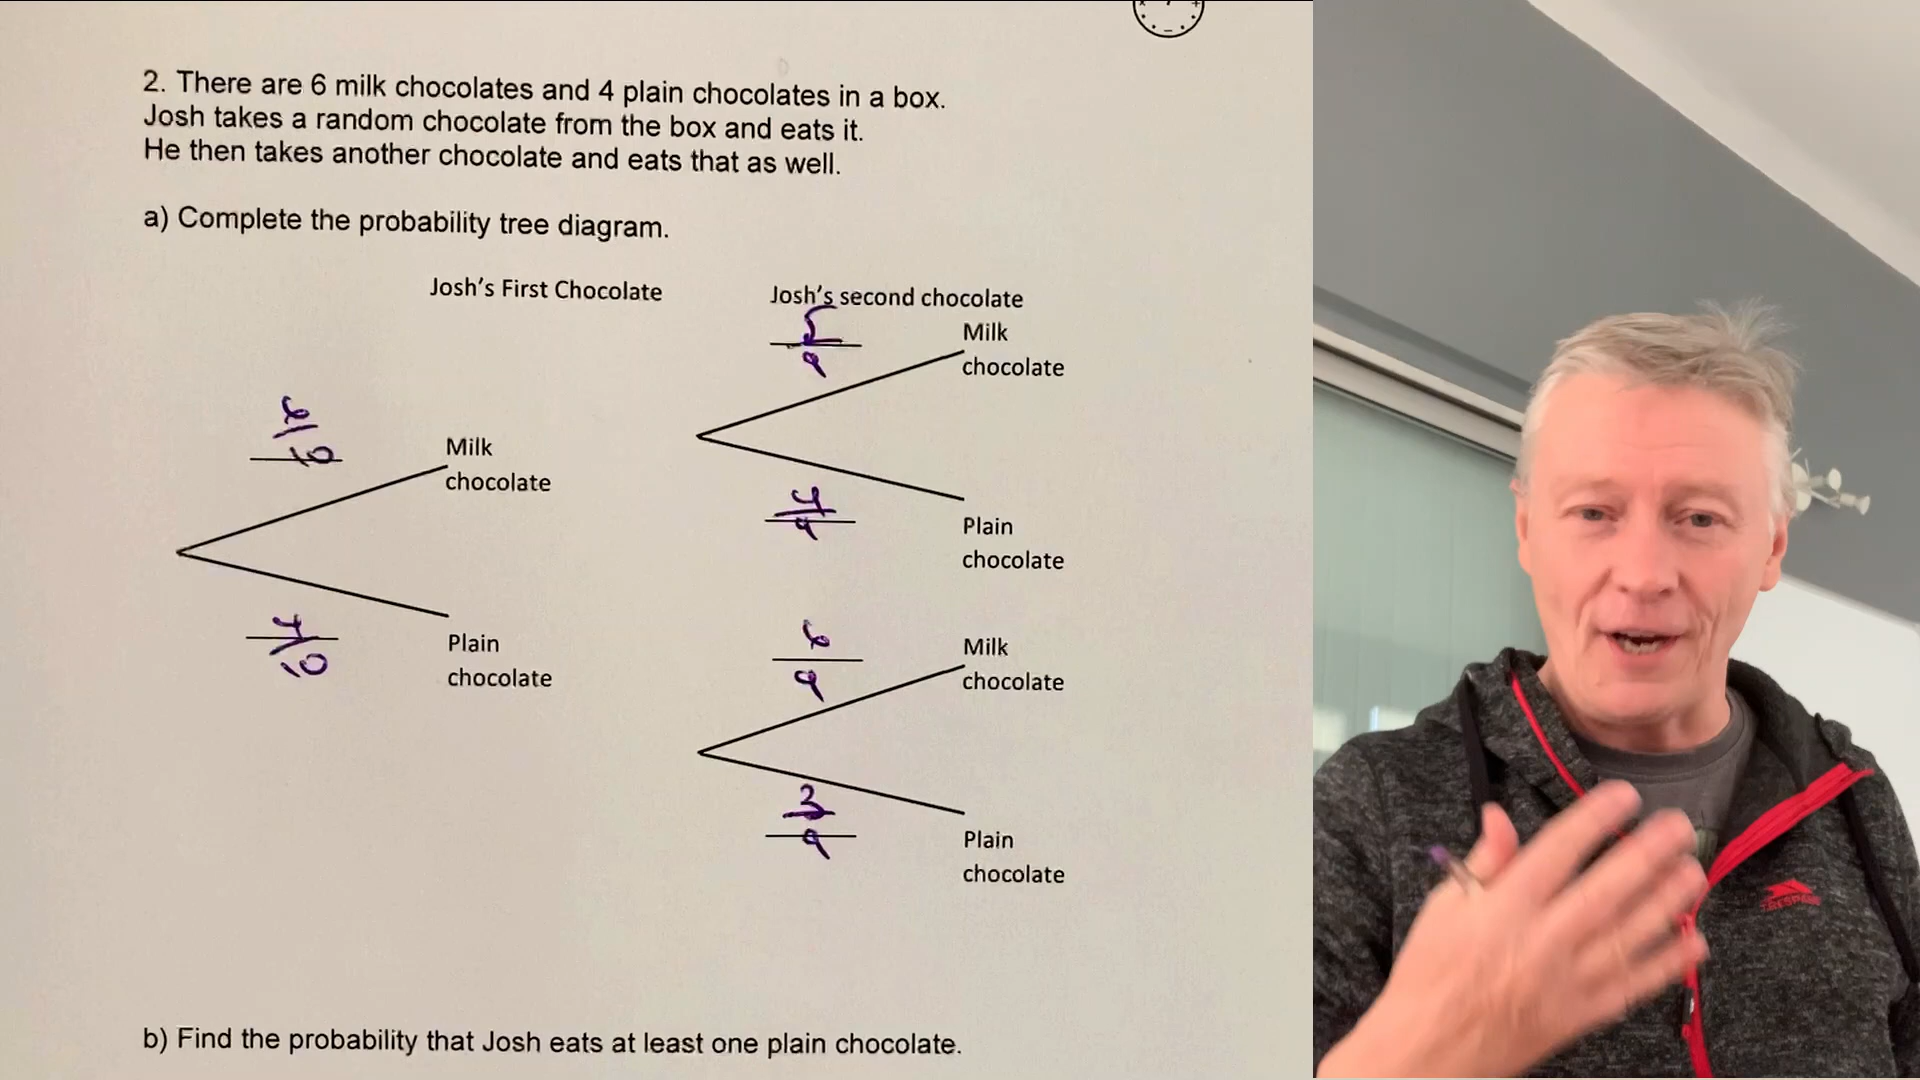 2. There are 6 milk chocolates and 4 plain chocolates in a box.
Josh takes a random chocolate from the box and eats it.
He then takes another chocolate and eats that as well.
a) Complete the probability tree diagram.
Josh's First Chocolate
Josh's second chocolate
6/10
Milk
chocolate
4/10
Plain
chocolate
5/9
Milk
chocolate
4/9
Plain
chocolate
6/9
Milk
chocolate
3/9
Plain
chocolate
b) Find the probability that Josh eats at least one plain chocolate.
TRESPASS